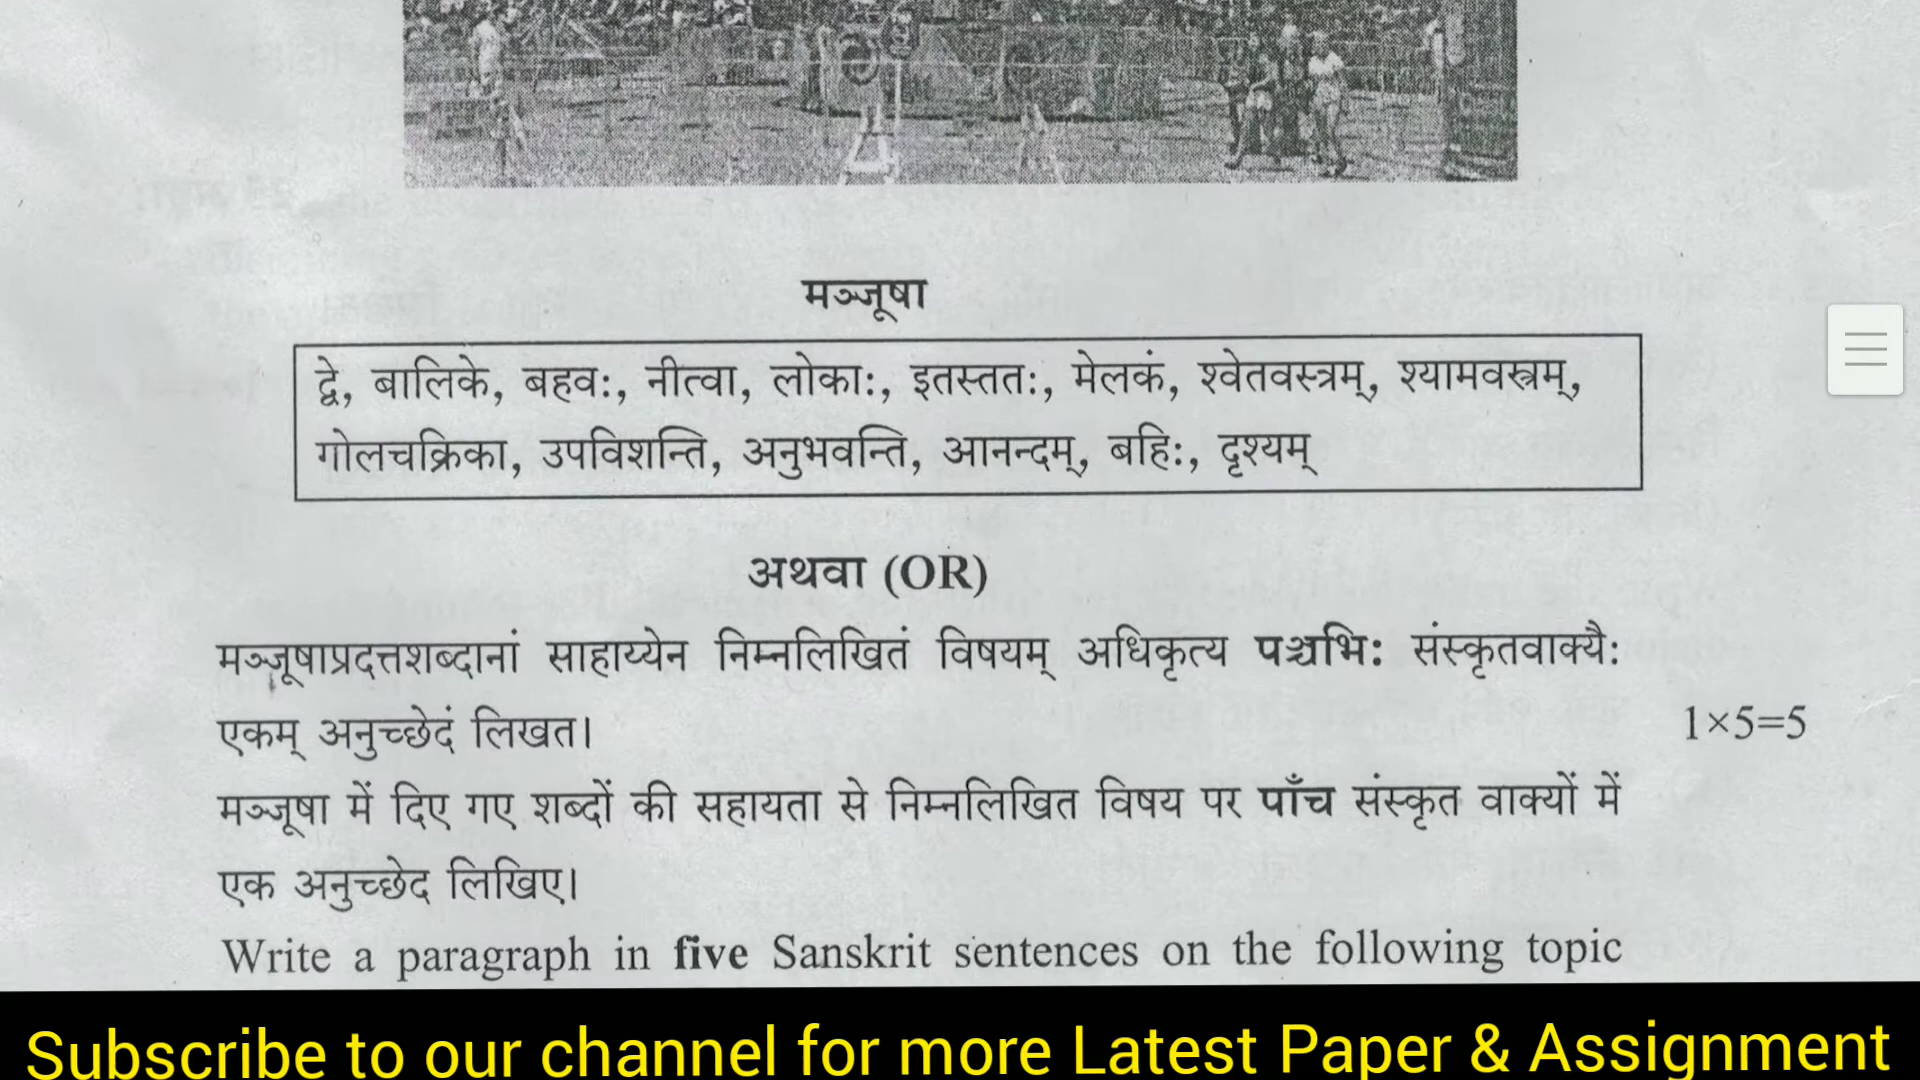 मञ्जूषा
द्वे, बालिके, बहवः, नीत्वा, लोकाः, इतस्ततः, मेलकं, श्वेतवस्त्रम्, श्यामवस्त्रम्,
गोलचक्रिका, उपविशन्ति, अनुभवन्ति, आनन्दम्, बहिः, दृश्यम्
अथवा (OR)
मञ्जूषाप्रदत्तशब्दानां साहाय्येन निम्नलिखितं विषयम् अधिकृत्य पञ्चभिः संस्कृतवाक्यैः
एकम् अनुच्छेदं लिखत।
1×5=5
मञ्जूषा में दिए गए शब्दों की सहायता से निम्नलिखित विषय पर पाँच संस्कृत वाक्यों में
एक अनुच्छेद लिखिए।
Write a paragraph in five Sanskrit sentences on the following topic
Subscribe to our channel for more Latest Paper & Assignment